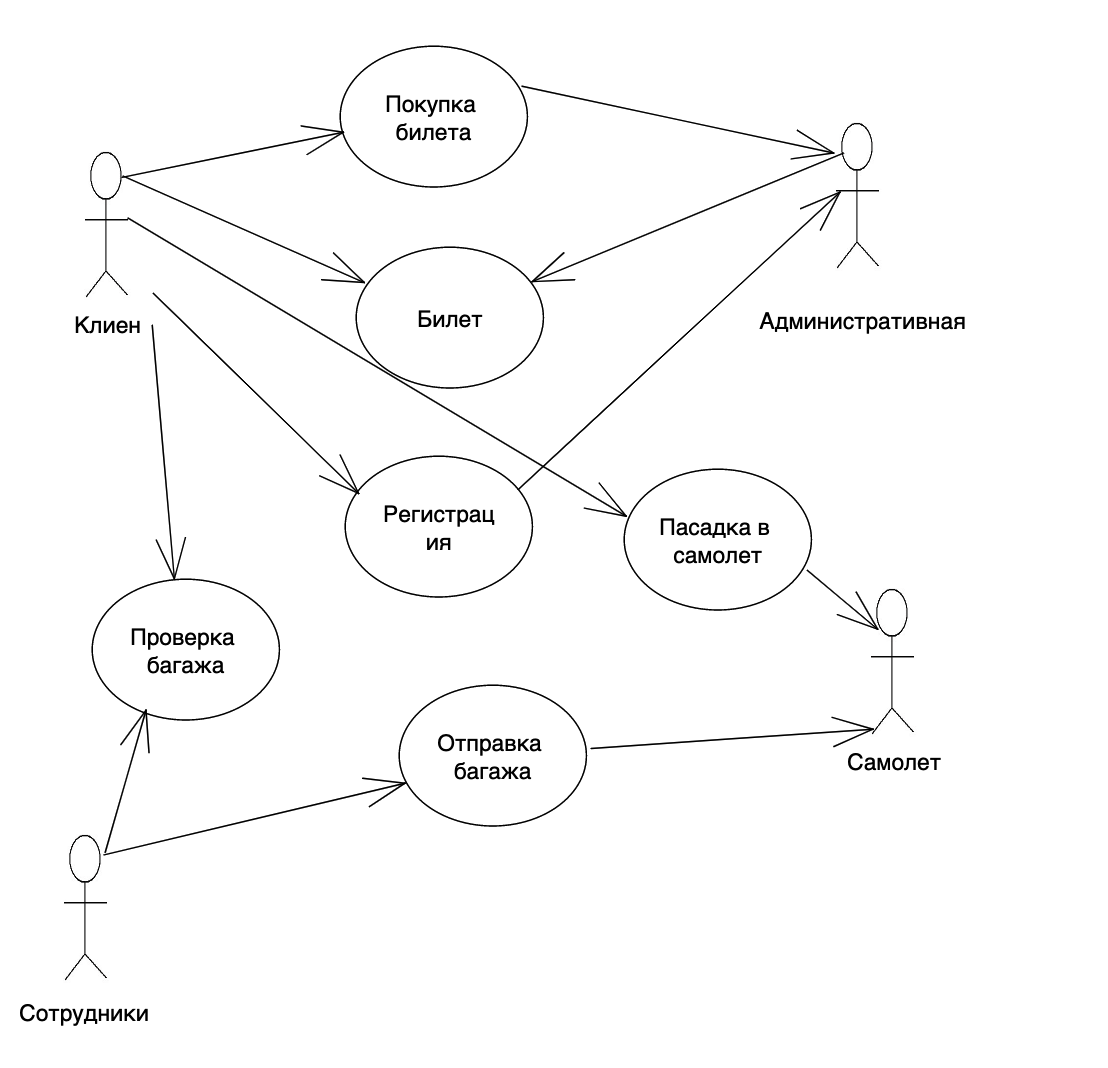 Покупка
билета
Клиен
Билет
Административная
Регистрац
ия
Пасадка в
самолет
Проверка
багажа
Отправка
багажа
Самолет
Сотрудники